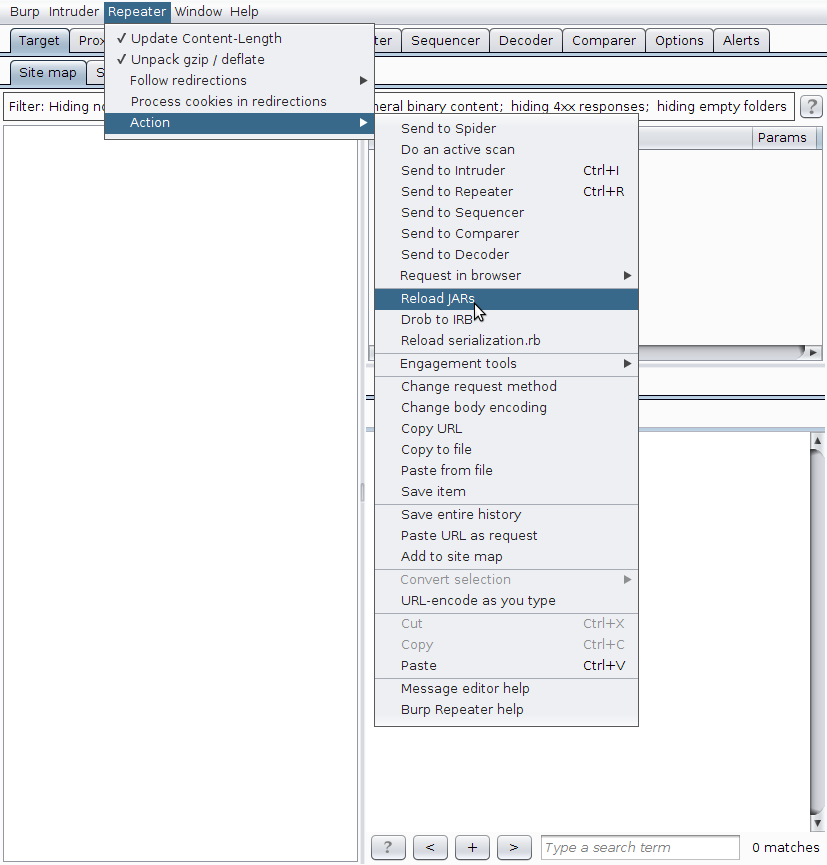 Burp Intruder Repeater Window Help
Target Sequencer Decoder Comparer Options Alerts
Site map
Filter: Hiding
binary content; hiding 4xx responses; hiding empty folders ?
Params
✓ Update Content-Length
✓ Unpack gzip / deflate
Follow redirections
Process cookies in redirections
Action
Send to Spider
Do an active scan
Send to Intruder Ctrl+I
Send to Repeater Ctrl+R
Send to Sequencer
Send to Comparer
Send to Decoder
Request in browser
Reload JARs
Drob to IRB
Reload serialization.rb
Engagement tools
Change request method
Change body encoding
Copy URL
Copy to file
Paste from file
Save item
Save entire history
Paste URL as request
Add to site map
Convert selection
URL-encode as you type
Cut Ctrl+X
Copy Ctrl+C
Paste Ctrl+V
Message editor help
Burp Repeater help
? < + > Type a search term 0 matches